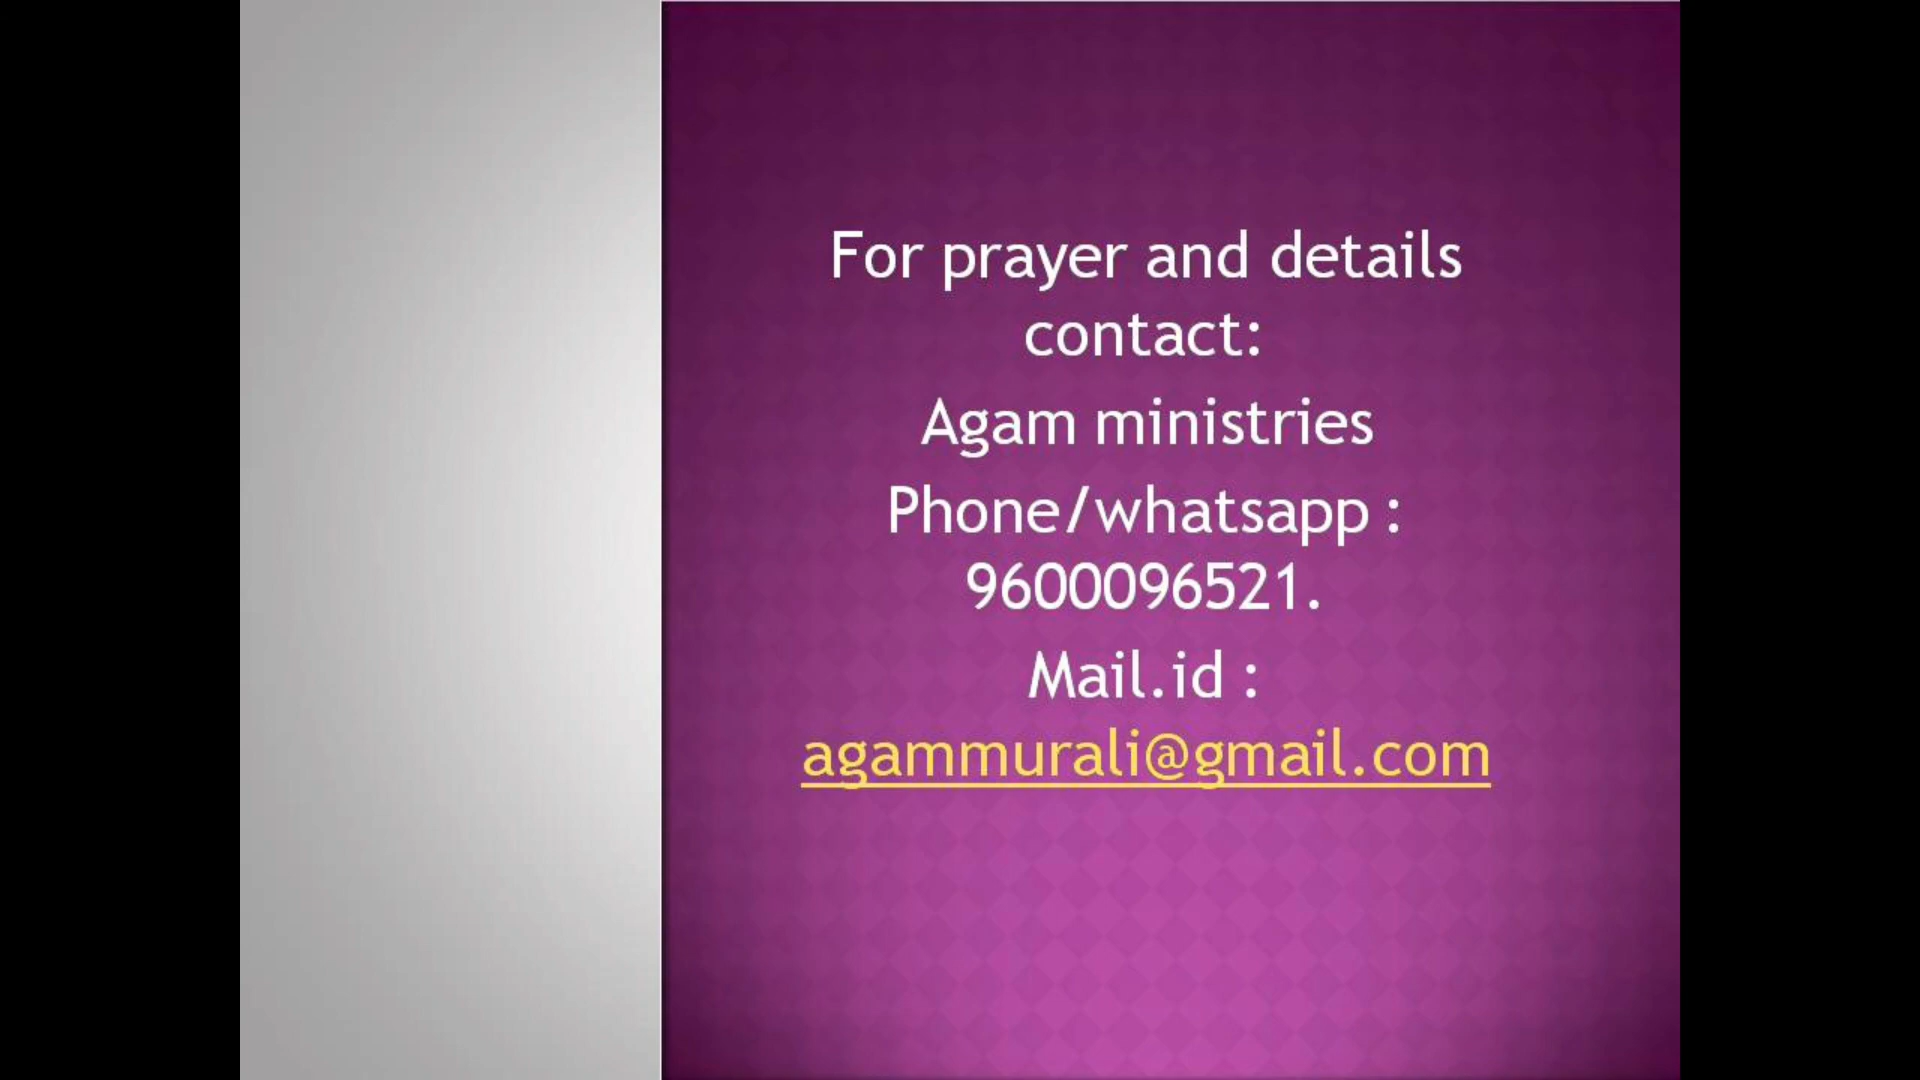 For prayer and details
contact:
Agam ministries
Phone/whatsapp :
9600096521.
Mail.id :
agammurali@gmail.com